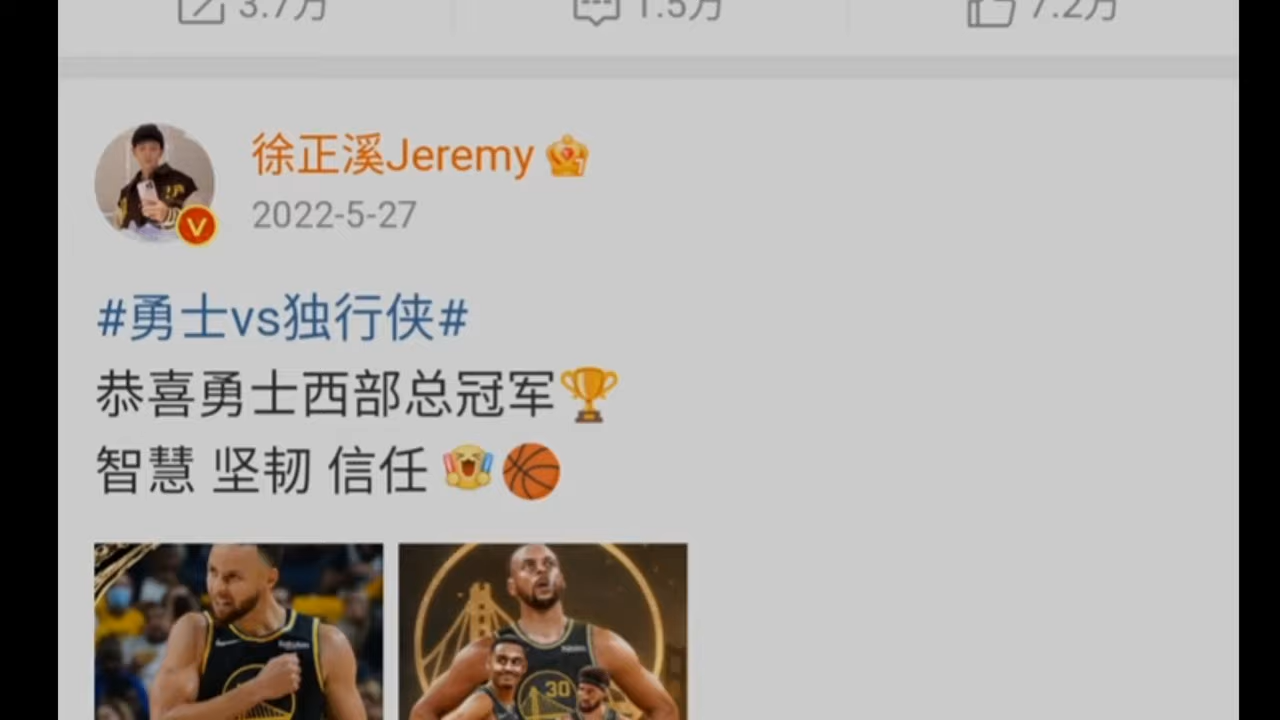 3.7万 1.5万 7.2万
徐正溪Jeremy
2022-5-27
#勇士vs独行侠#
恭喜勇士西部总冠军
智慧 坚韧 信任
30